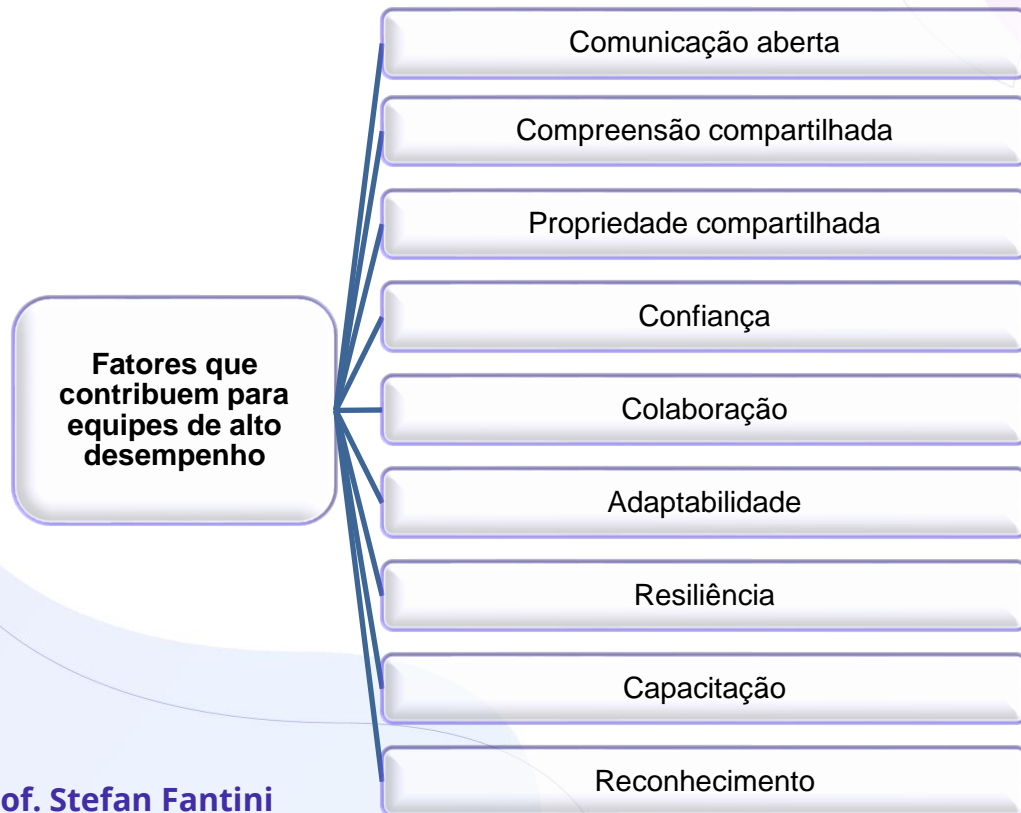 Comunicação aberta
Compreensão compartilhada
Propriedade compartilhada
Confiança
Colaboração
Adaptabilidade
Resiliência
Capacitação
Reconhecimento
Fatores que
contribuem para
equipes de alto
desempenho
of. Stefan Fantini